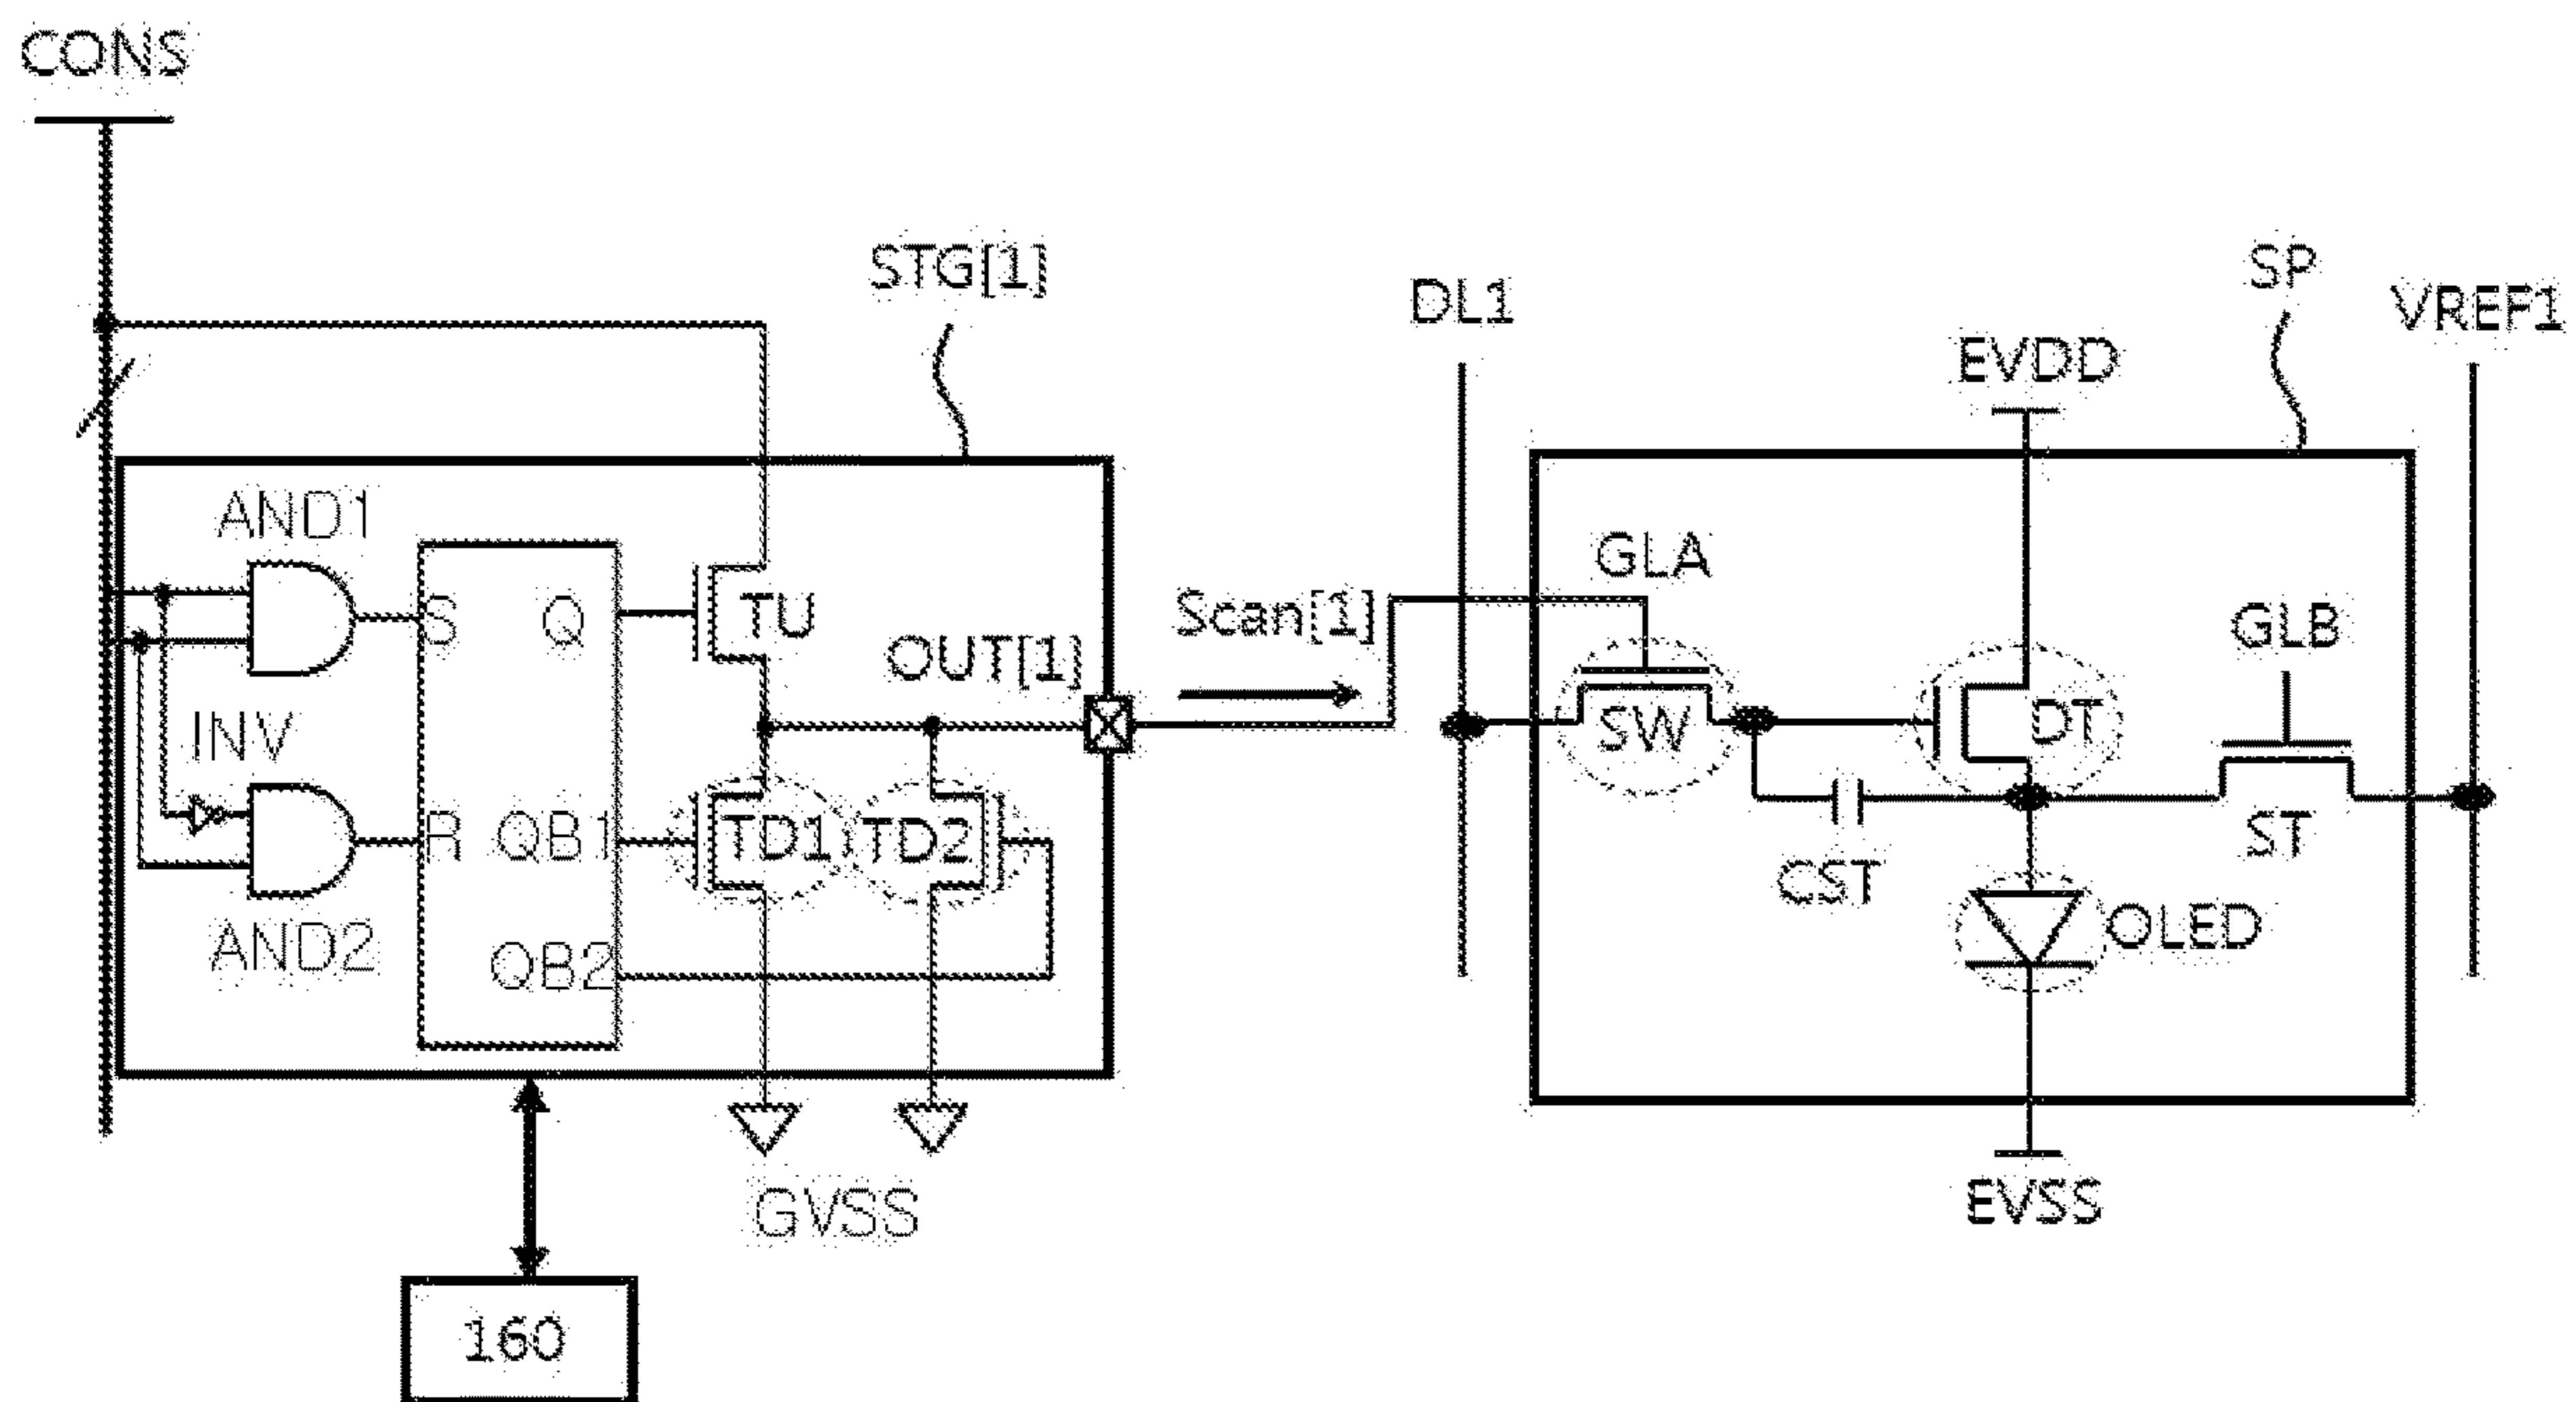 CONS
STG[1]
SP
DL1
VREF1
EVDD
AND1
GLA
S
Q
TU
Scan[1]
GLB
OUT[1]
INV
SW
DT
R
QB1
TD1
TD2
ST
CST
AND2
OLED
QB2
GVSS
EVSS
160